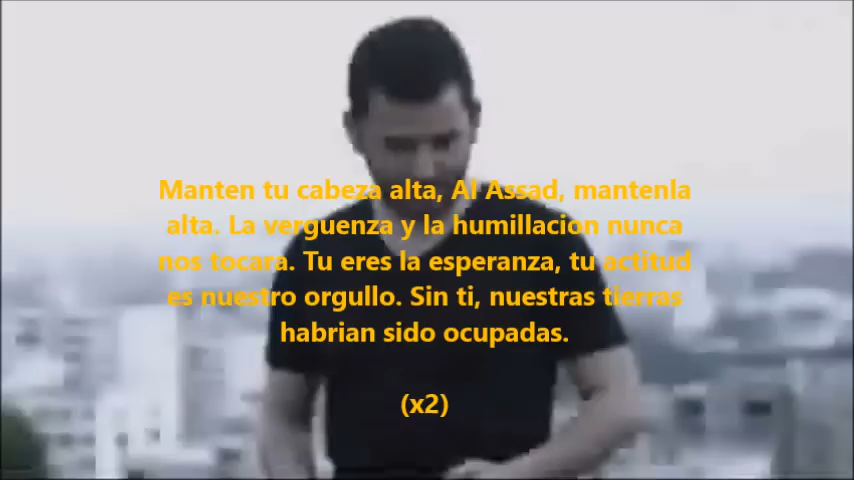 Manten tu cabeza alta, Al Assad, mantenla
alta. La verguenza y la humillacion nunca
nos tocara. Tu eres la esperanza, tu actitud
es nuestro orgullo. Sin ti, nuestras tierras
habrian sido ocupadas.
(x2)